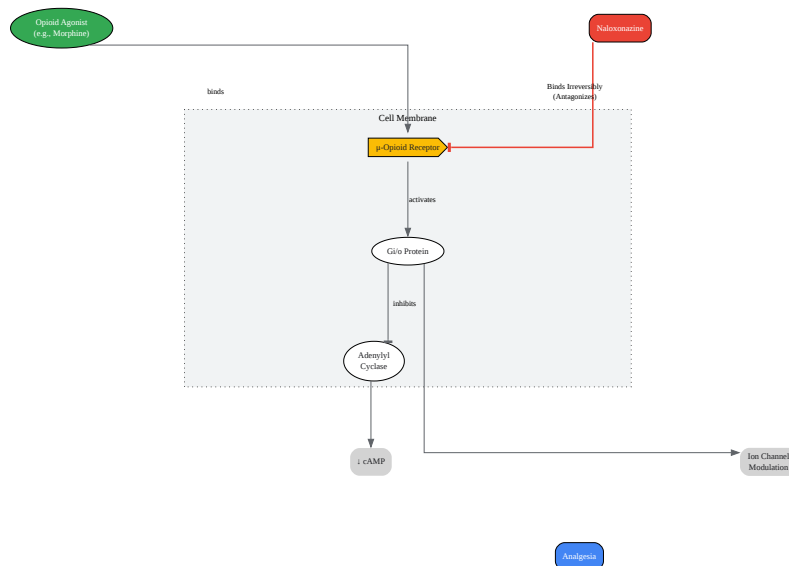 Opioid Agonist
(e.g., Morphine)
Naloxonazine
binds
Binds Irreversibly
(Antagonizes)
Cell Membrane
μ-Opioid Receptor
activates
Gi/o Protein
inhibits
Adenylyl
Cyclase
↓ cAMP
Ion Channel
Modulation
Analgesia